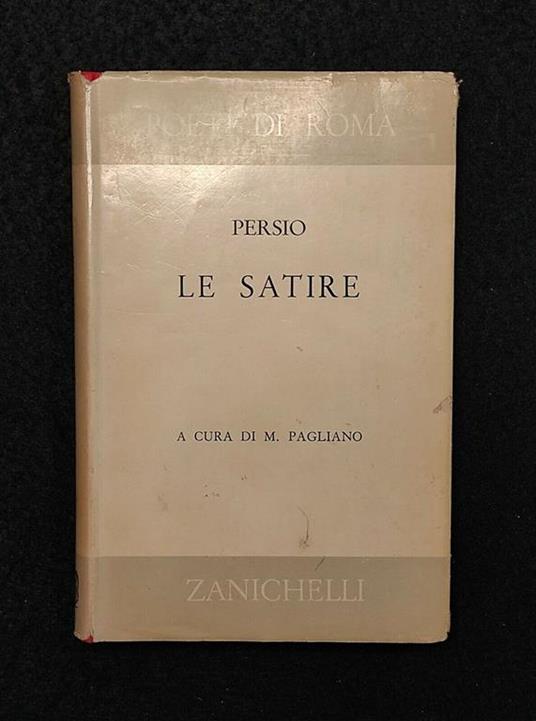 POETI DI ROMA
PERSIO
LE SATIRE
A CURA DI M. PAGLIANO
ZANICHELLI